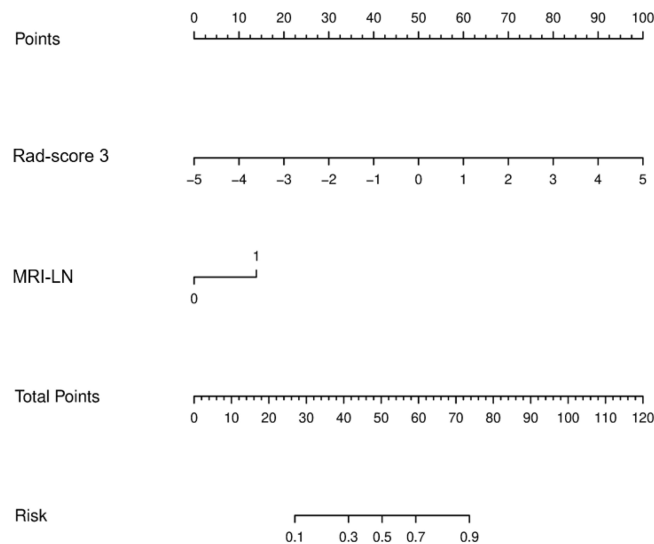 0 10 20 30 40 50 60 70 80 90 100
Points
Rad-score 3
−5 −4 −3 −2 −1 0 1 2 3 4 5
1
MRI-LN
0
Total Points
0 10 20 30 40 50 60 70 80 90 100 110 120
Risk
0.1 0.3 0.5 0.7 0.9